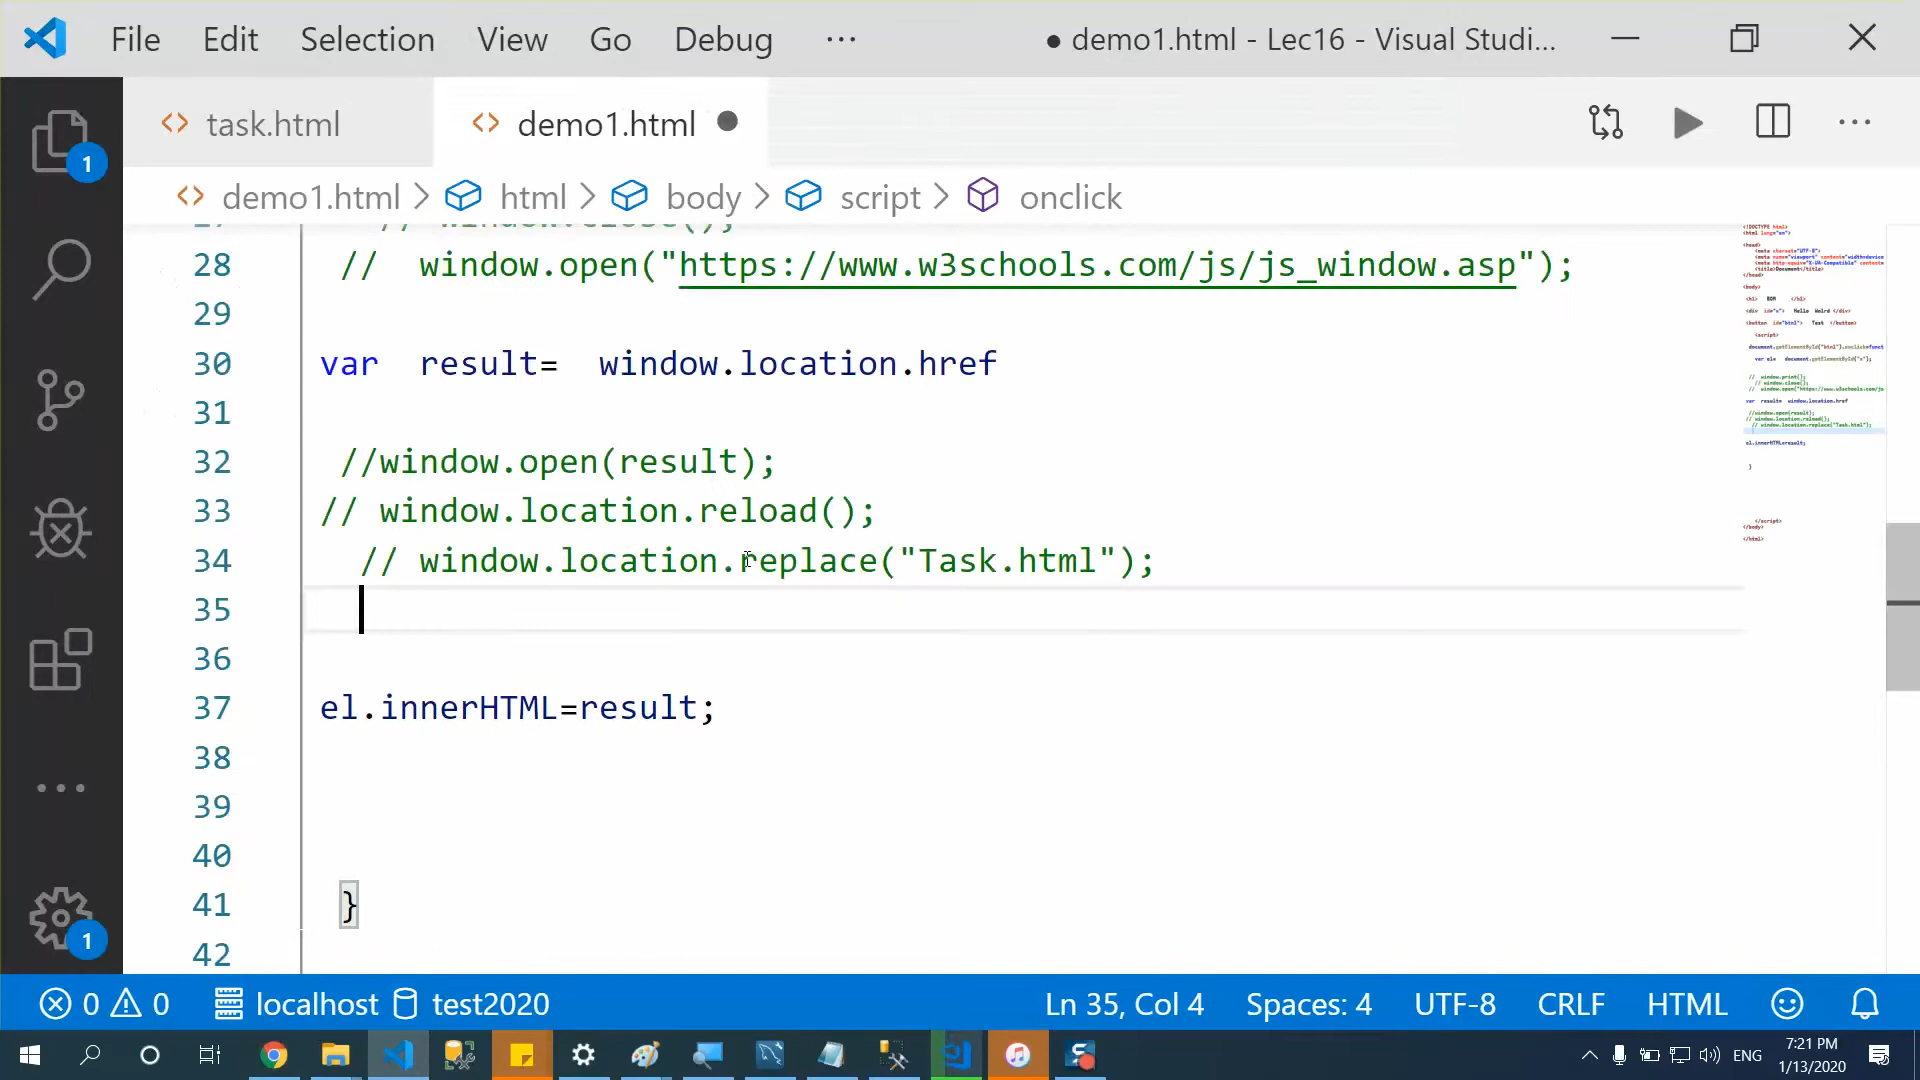 File Edit Selection View Go Debug ··· ● demo1.html - Lec16 - Visual Studi...
task.html demo1.html
demo1.html > html > body > script > onclick
28 // window.open("https://www.w3schools.com/js/js_window.asp");
29
30 var result= window.location.href
31
32 //window.open(result);
33 // window.location.reload();
34 // window.location.replace("Task.html");
35
36
37 el.innerHTML=result;
38
39
40
41 }
42
1
1
0 0 localhost test2020 Ln 35, Col 4 Spaces: 4 UTF-8 CRLF HTML
ENG 7:21 PM
1/13/2020